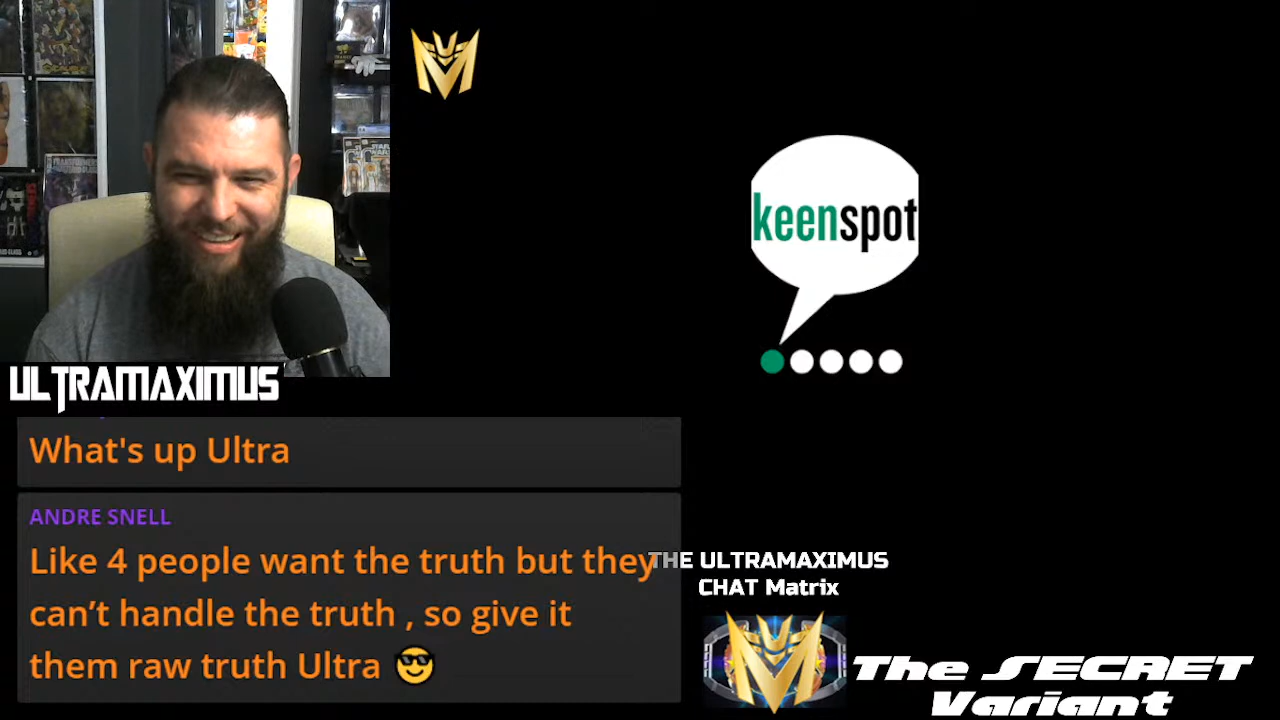 keenspot
ULTRAMAXIMUS
What's up Ultra
ANDRE SNELL
Like 4 people want the truth but they
can't handle the truth , so give it
them raw truth Ultra 😎
THE ULTRAMAXIMUS
CHAT Matrix
The SECRET
Variant